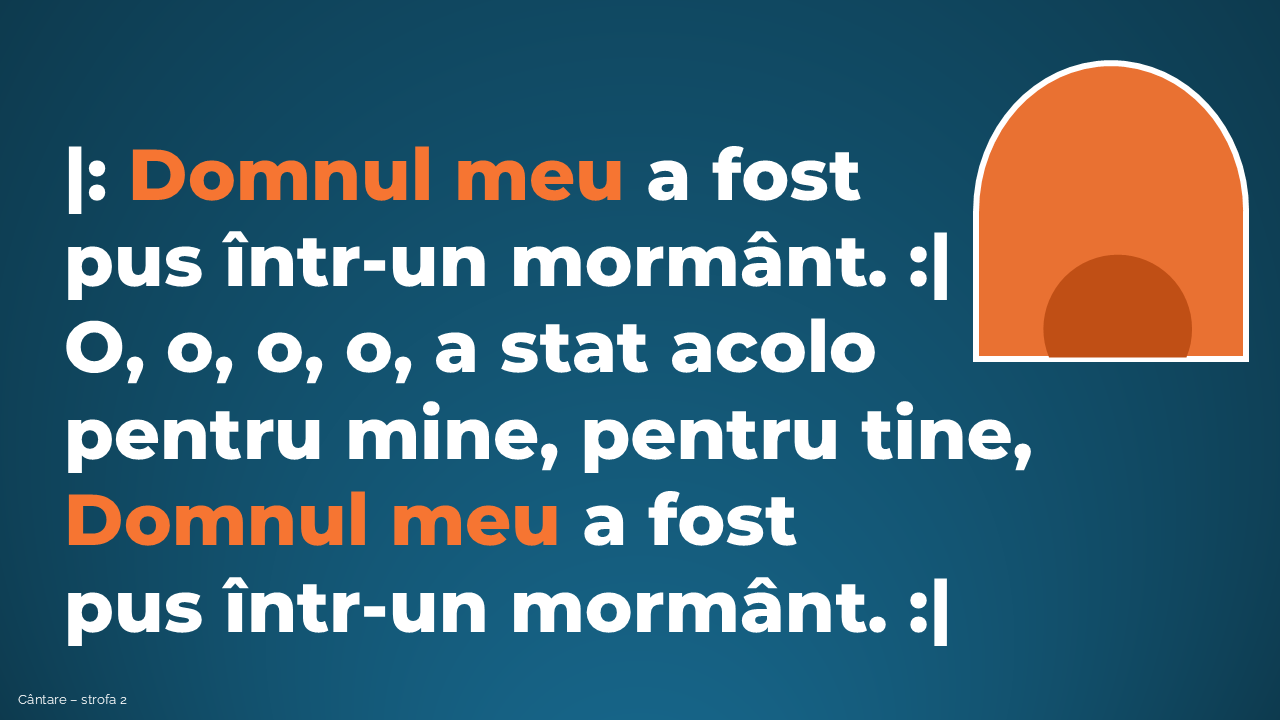 |: Domnul meu a fost
pus într-un mormânt. :|
O, o, o, o, a stat acolo
pentru mine, pentru tine,
Domnul meu a fost
pus într-un mormânt. :|
Cântare – strofa 2